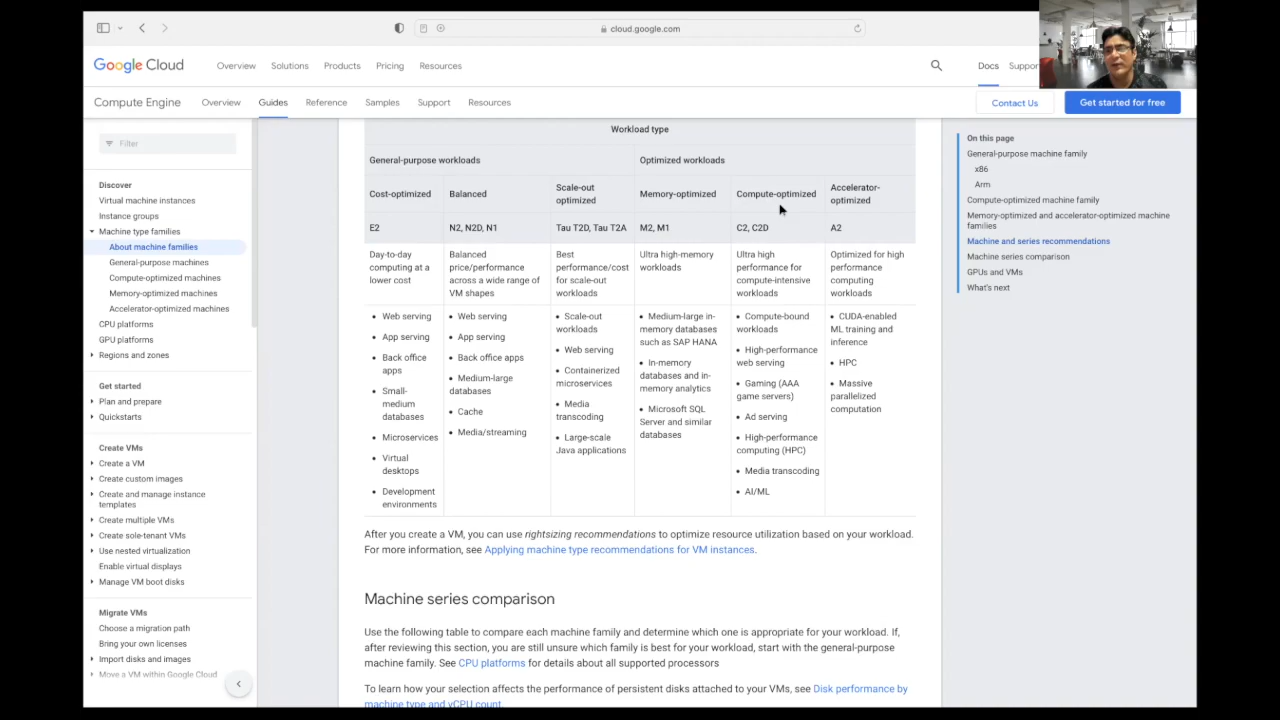 cloud.google.com
Google Cloud
Overview
Solutions
Products
Pricing
Resources
Docs
Support
Compute Engine
Overview
Guides
Reference
Samples
Support
Resources
Contact Us
Get started for free
Filter
Discover
Virtual machine instances
Instance groups
Machine type families
About machine families
General-purpose machines
Compute-optimized machines
Memory-optimized machines
Accelerator-optimized machines
CPU platforms
GPU platforms
Regions and zones
Get started
Plan and prepare
Quickstarts
Create VMs
Create a VM
Create custom images
Create and manage instance
templates
Create multiple VMs
Create sole-tenant VMs
Use nested virtualization
Enable virtual displays
Manage VM boot disks
Migrate VMs
Choose a migration path
Bring your own licenses
Import disks and images
Move a VM within Google Cloud
Workload type
General-purpose workloads
Optimized workloads
Cost-optimized
Balanced
Scale-out
optimized
Memory-optimized
Compute-optimized
Accelerator-
optimized
E2
N2, N2D, N1
Tau T2D, Tau T2A
M2, M1
C2, C2D
A2
Day-to-day
computing at a
lower cost
Balanced
price/performance
across a wide range of
VM shapes
Best
performance/cost
for scale-out
workloads
Ultra high-memory
workloads
Ultra high
performance for
compute-intensive
workloads
Optimized for high
performance
computing
workloads
• Web serving
• App serving
• Back office
apps
• Small-
medium
databases
• Microservices
• Virtual
desktops
• Development
environments
• Web serving
• App serving
• Back office apps
• Medium-large
databases
• Cache
• Media/streaming
• Scale-out
workloads
• Web serving
• Containerized
microservices
• Media
transcoding
• Large-scale
Java applications
• Medium-large in-
memory databases
such as SAP HANA
• In-memory
databases and in-
memory analytics
• Microsoft SQL
Server and similar
databases
• Compute-bound
workloads
• High-performance
web serving
• Gaming (AAA
game servers)
• Ad serving
• High-performance
computing (HPC)
• Media transcoding
• AI/ML
• CUDA-enabled
ML training and
inference
• HPC
• Massive
parallelized
computation
After you create a VM, you can use rightsizing recommendations to optimize resource utilization based on your workload.
For more information, see Applying machine type recommendations for VM instances.
Machine series comparison
Use the following table to compare each machine family and determine which one is appropriate for your workload. If,
after reviewing this section, you are still unsure which family is best for your workload, start with the general-purpose
machine family. See CPU platforms for details about all supported processors
To learn how your selection affects the performance of persistent disks attached to your VMs, see Disk performance by
machine type and vCPU count.
On this page
General-purpose machine family
x86
Arm
Compute-optimized machine family
Memory-optimized and accelerator-optimized machine
families
Machine and series recommendations
Machine series comparison
GPUs and VMs
What's next